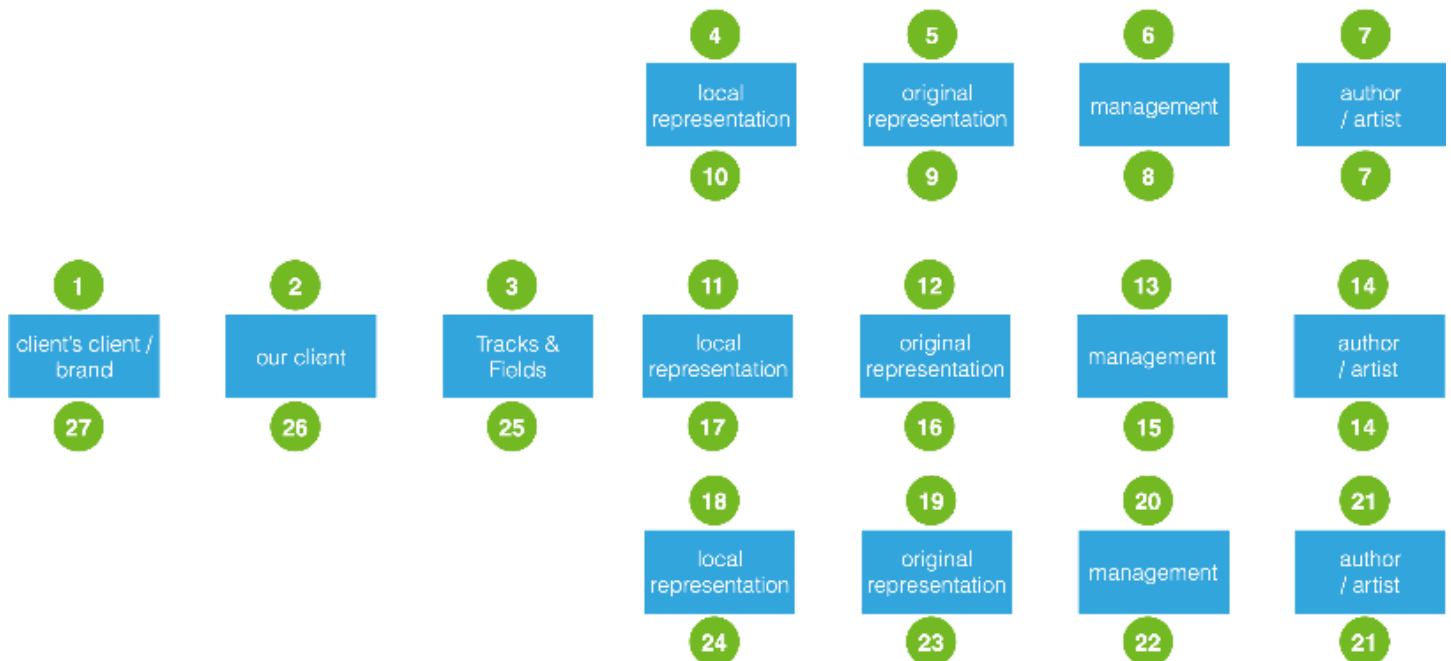 4 5 6 7
local original management author
representation representation / artist
10 9 8 7
1 2 3 11 12 13 14
client's client / our client Tracks & local original management author
brand Fields representation representation / artist
27 26 25 17 16 15 14
18 19 20 21
local original management author
representation representation / artist
24 23 22 21